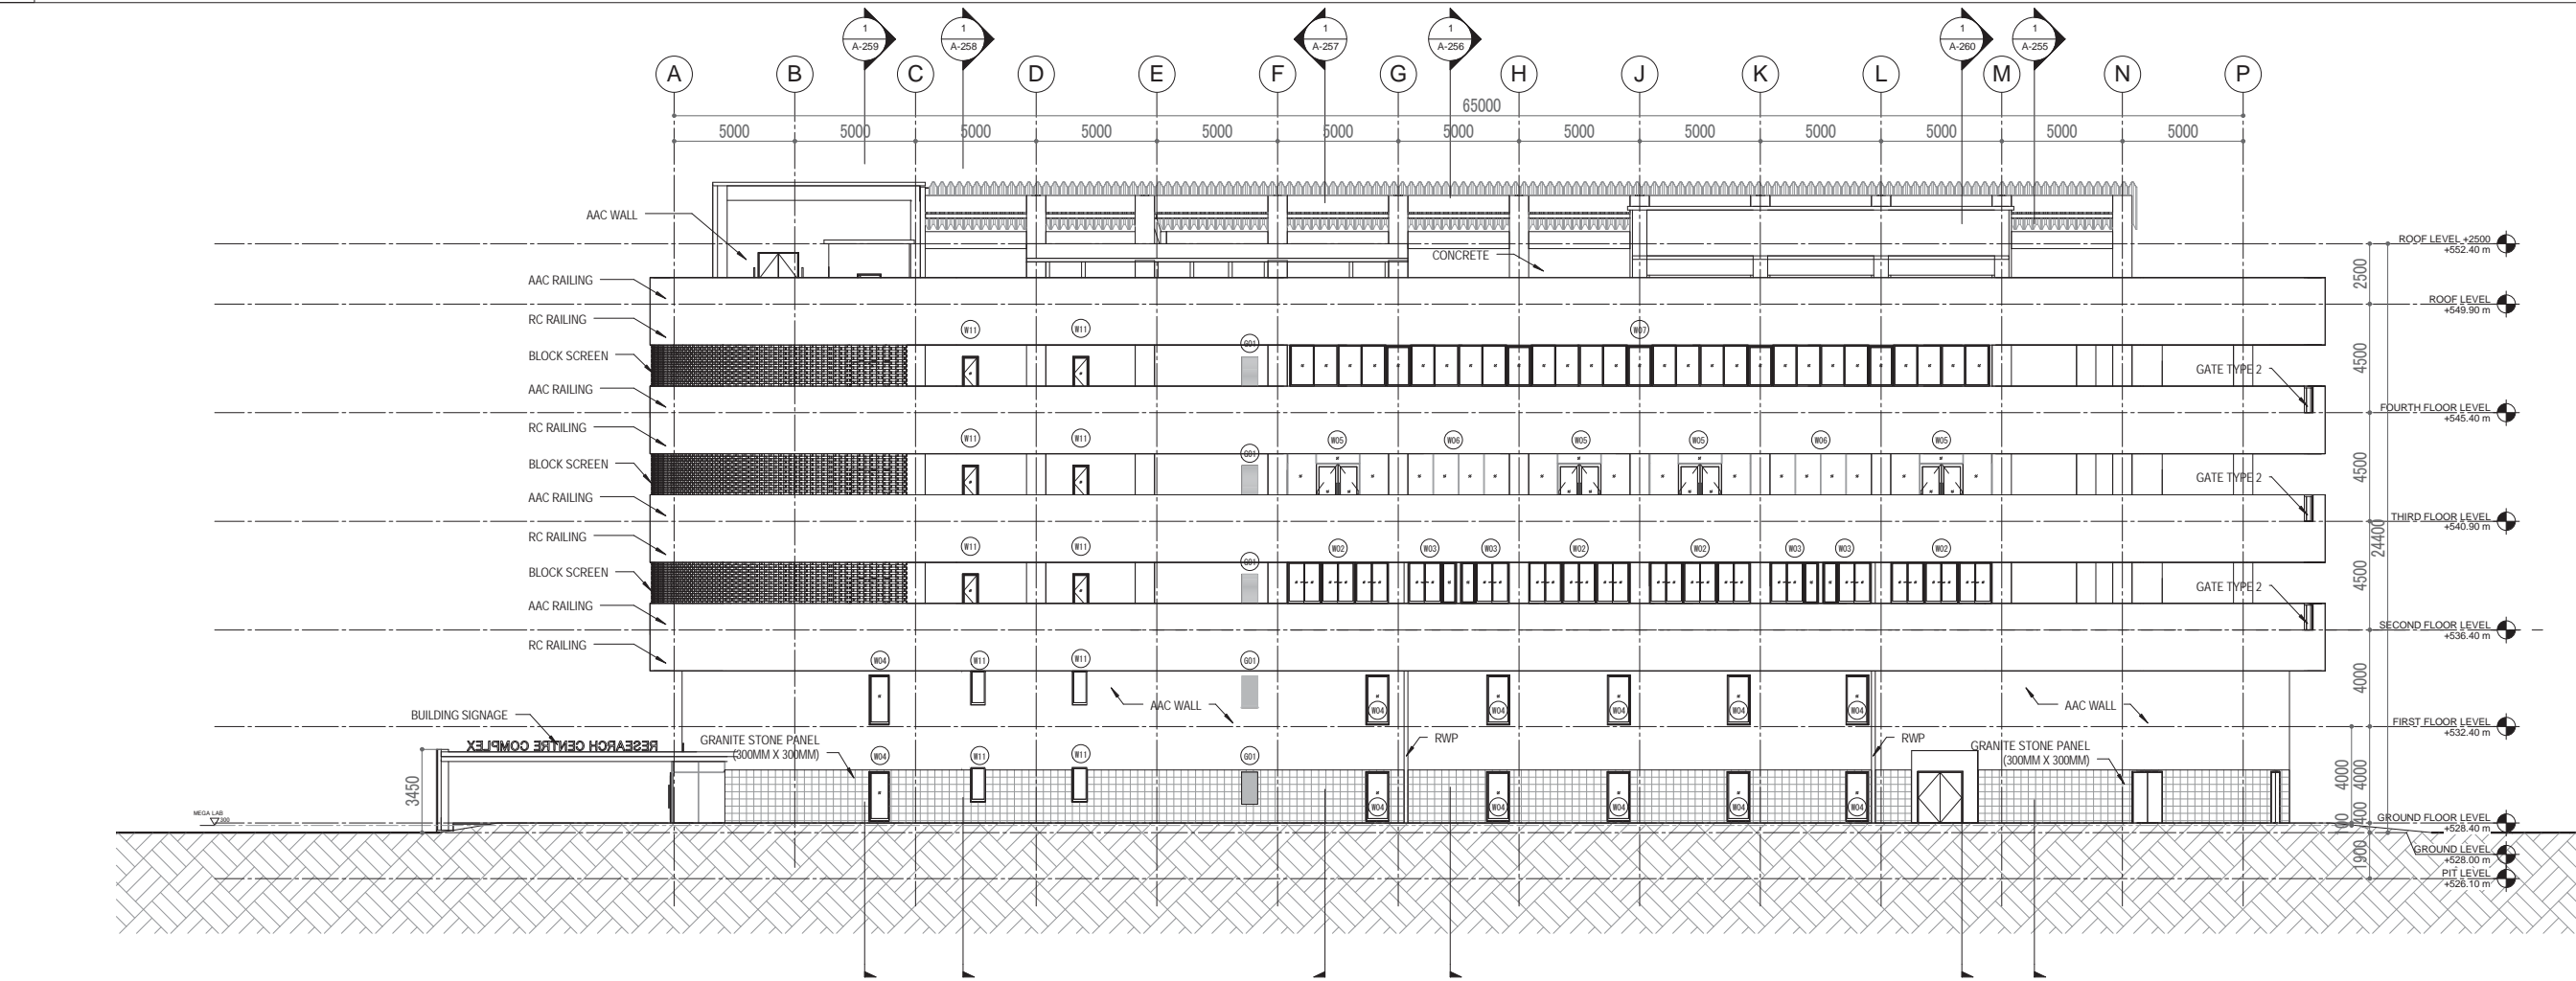 1 1 1 1 1 1
A-259 A-258 A-257 A-256 A-260 A-255
A B C D E F G H J K L M N P
65000
5000 5000 5000 5000 5000 5000 5000 5000 5000 5000 5000 5000 5000
AAC WALL
ROOF LEVEL +2500
+552.40 m
CONCRETE
2500
AAC RAILING
ROOF LEVEL
+549.90 m
RC RAILING
W11 W11 W07
G01
BLOCK SCREEN
4500
GATE TYPE 2
AAC RAILING
FOURTH FLOOR LEVEL
+545.40 m
RC RAILING
W11 W11 W05 W06 W05 W05 W06 W05
G01
BLOCK SCREEN
4500
GATE TYPE 2
AAC RAILING
THIRD FLOOR LEVEL
+540.90 m
24400
RC RAILING
W11 W11 W02 W03 W03 W02 W02 W03 W03 W02
G01
BLOCK SCREEN
4500
GATE TYPE 2
AAC RAILING
SECOND FLOOR LEVEL
+536.40 m
RC RAILING
W04 W11 W11 G01
4000
AAC WALL
AAC WALL
W04 W04 W04 W04 W04
BUILDING SIGNAGE
FIRST FLOOR LEVEL
+532.40 m
RESEARCH CENTRE COMPLEX
GRANITE STONE PANEL
(300MM X 300MM)
RWP
RWP
GRANITE STONE PANEL
(300MM X 300MM)
W04 W11 W11 G01
3450
4000
4000
W04 W04 W04 W04 W04
MEGA LAB
GROUND FLOOR LEVEL
+528.40 m
400
GROUND LEVEL
+528.00 m
1900
PIT LEVEL
+526.10 m